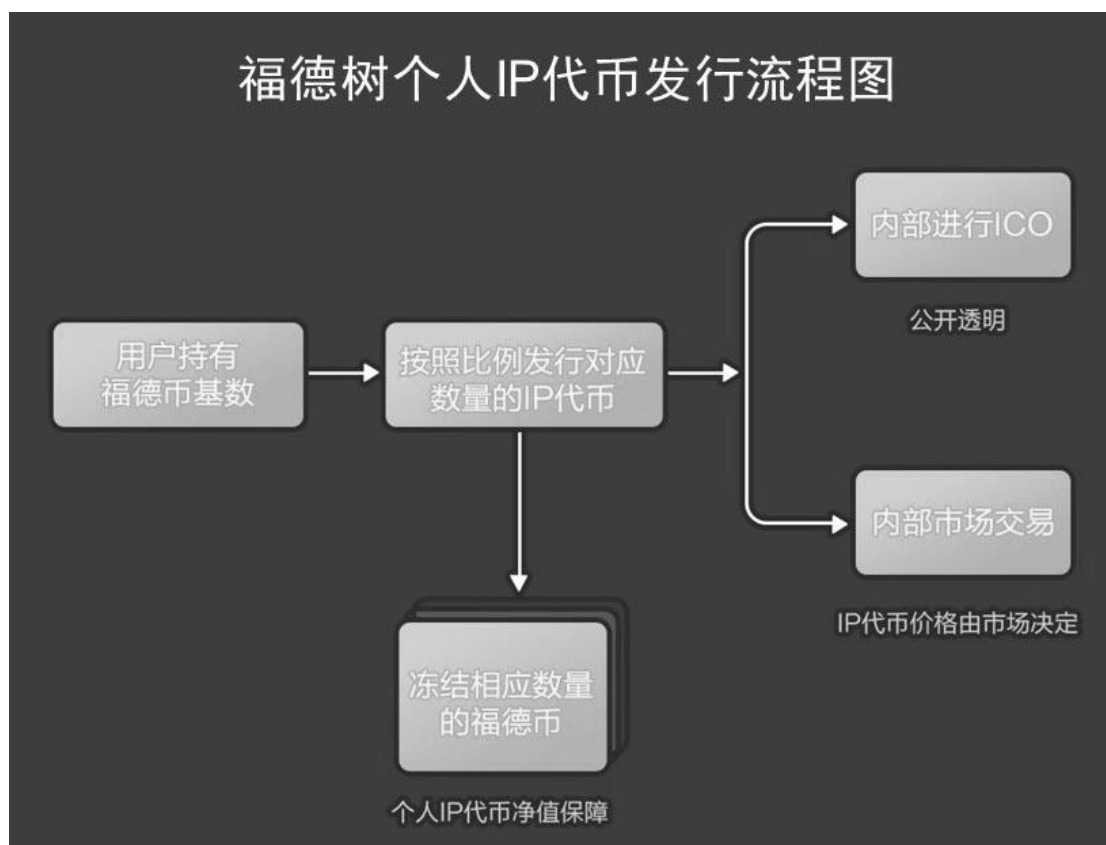 福德树个人IP代币发行流程图
内部进行ICO
公开透明
用户持有
福德币基数
按照比例发行对应
数量的IP代币
内部市场交易
IP代币价格由市场决定
冻结相应数量
的福德币
个人IP代币净值保障